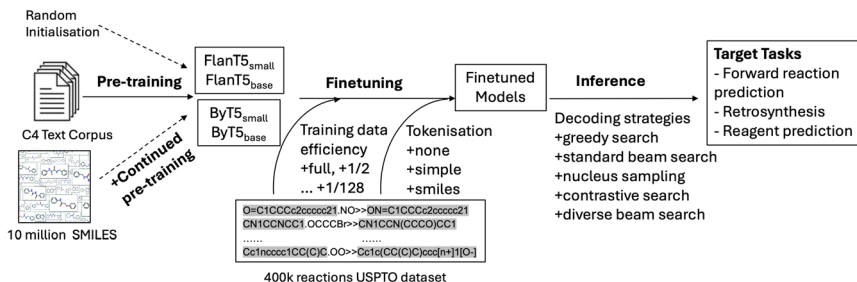 Random
Initialisation
Pre-training
C4 Text Corpus
+Continued
pre-training
10 million SMILES
FlanT5small
FlanT5base
ByT5small
ByT5base
Finetuning
Training data
efficiency
+full, +1/2
... +1/128
Tokenisation
+none
+simple
+smiles
O=C1CCCc2ccccc21.NO>>ON=C1CCCc2ccccc21
CN1CCNCC1.OCCCBr>>CN1CCN(CCCO)CC1
...... ......
Cc1ncccc1CC(C)C.OO>>Cc1c(CC(C)C)ccc[n+]1[O-]
400k reactions USPTO dataset
Finetuned
Models
Inference
Decoding strategies
+greedy search
+standard beam search
+nucleus sampling
+contrastive search
+diverse beam search
Target Tasks
- Forward reaction
prediction
- Retrosynthesis
- Reagent prediction